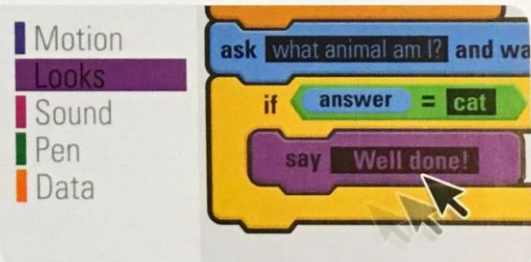 Motion
Looks
Sound
Pen
Data
ask what animal am I? and wa
if answer = cat
say Well done!